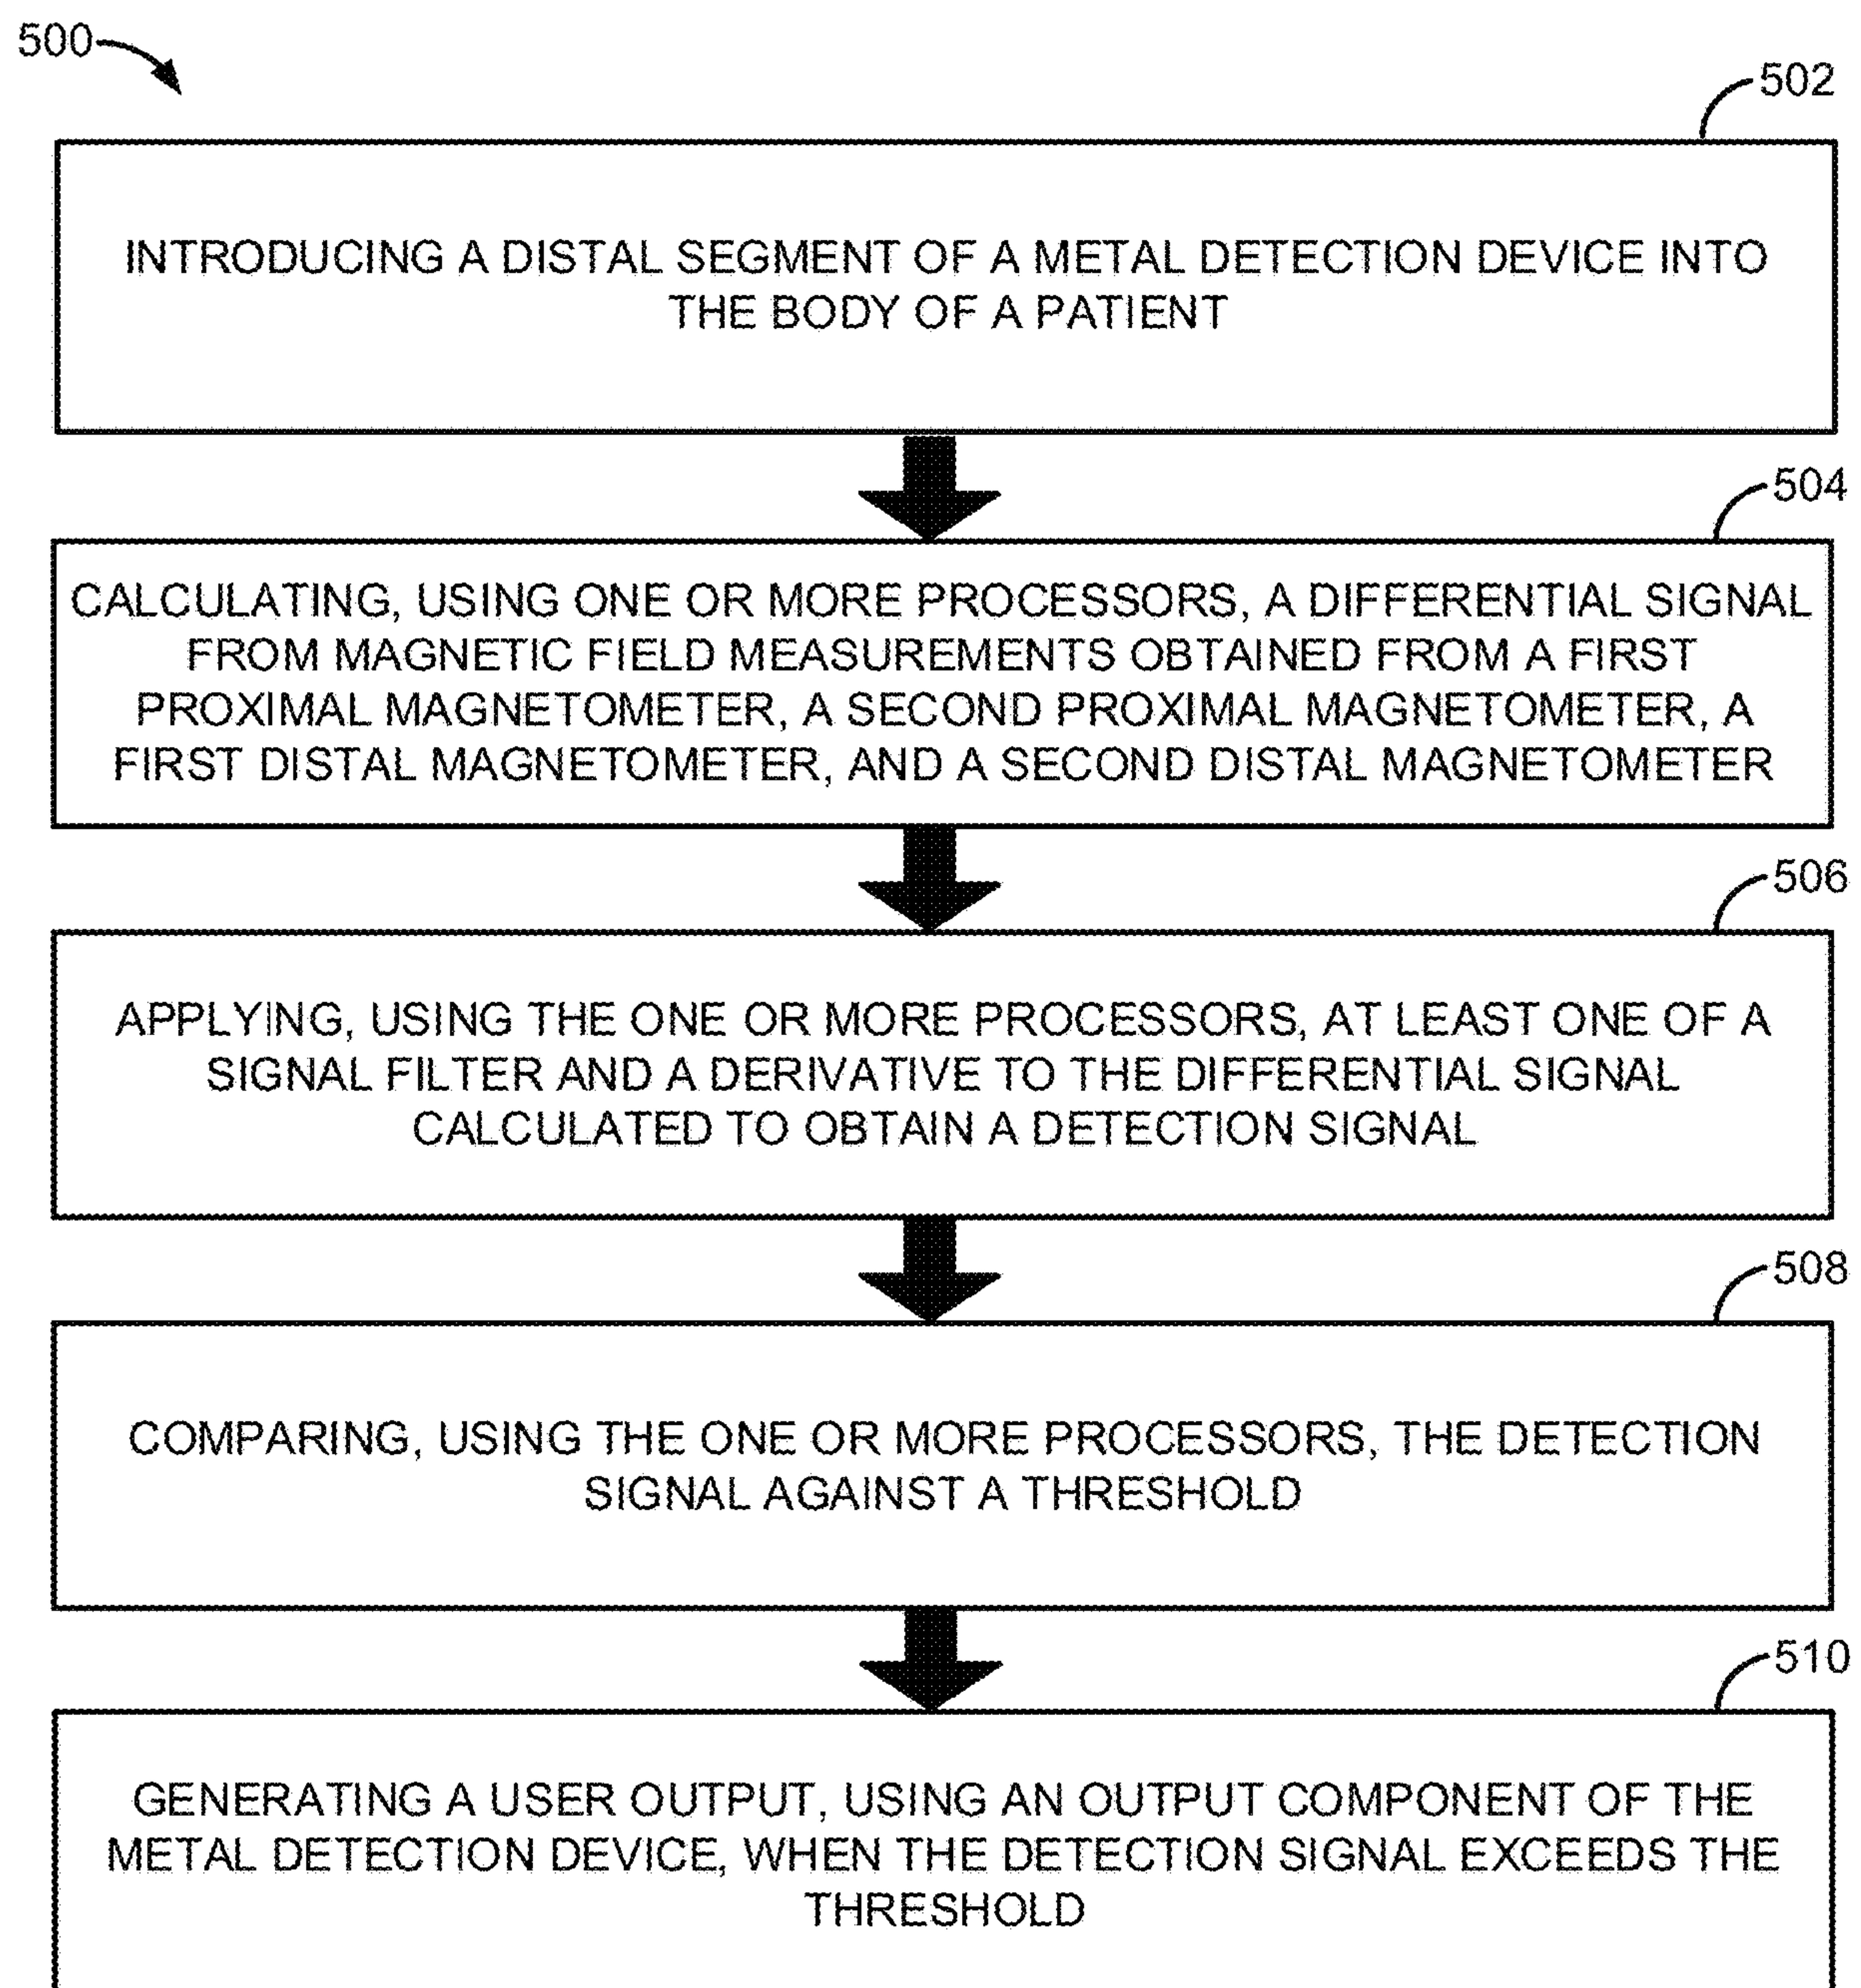 500
502
INTRODUCING A DISTAL SEGMENT OF A METAL DETECTION DEVICE INTO
THE BODY OF A PATIENT
504
CALCULATING, USING ONE OR MORE PROCESSORS, A DIFFERENTIAL SIGNAL
FROM MAGNETIC FIELD MEASUREMENTS OBTAINED FROM A FIRST
PROXIMAL MAGNETOMETER, A SECOND PROXIMAL MAGNETOMETER, A
FIRST DISTAL MAGNETOMETER, AND A SECOND DISTAL MAGNETOMETER
506
APPLYING, USING THE ONE OR MORE PROCESSORS, AT LEAST ONE OF A
SIGNAL FILTER AND A DERIVATIVE TO THE DIFFERENTIAL SIGNAL
CALCULATED TO OBTAIN A DETECTION SIGNAL
508
COMPARING, USING THE ONE OR MORE PROCESSORS, THE DETECTION
SIGNAL AGAINST A THRESHOLD
510
GENERATING A USER OUTPUT, USING AN OUTPUT COMPONENT OF THE
METAL DETECTION DEVICE, WHEN THE DETECTION SIGNAL EXCEEDS THE
THRESHOLD